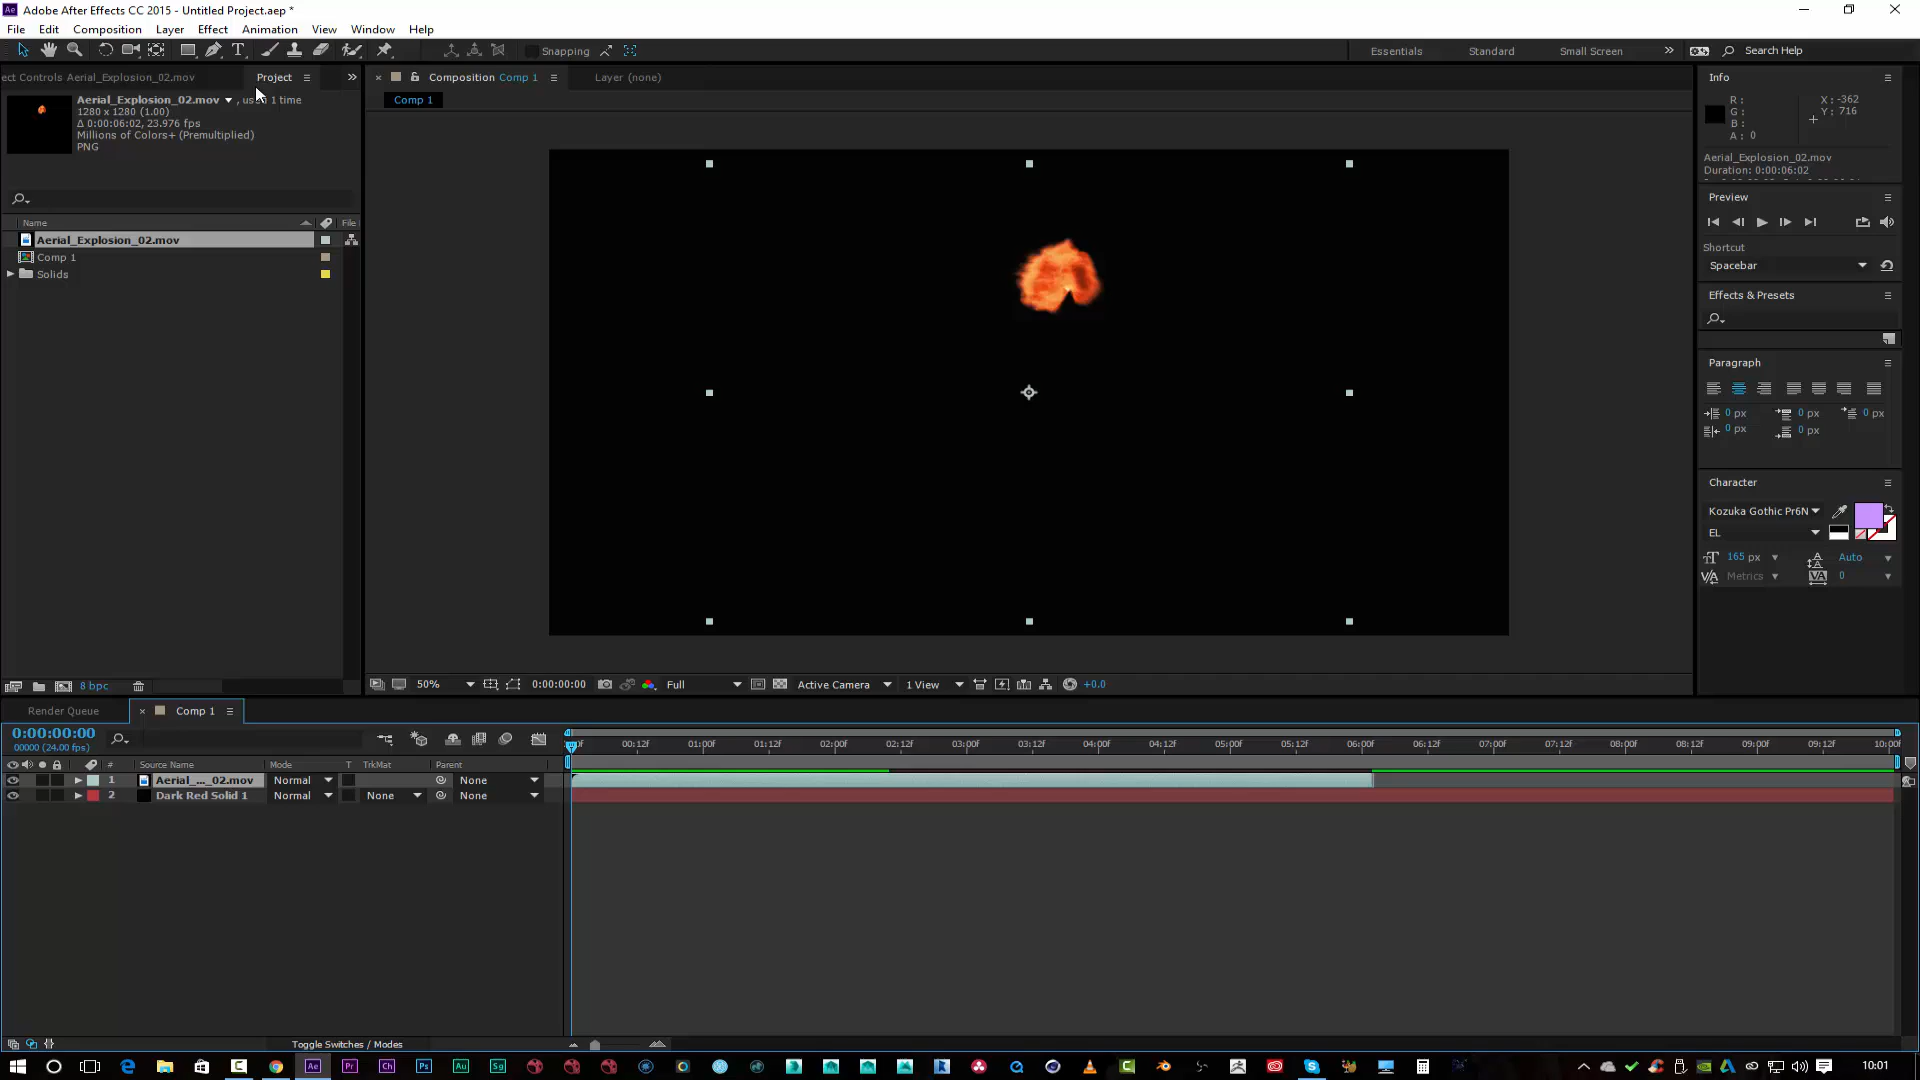 Adobe After Effects CC 2015 - Untitled Project.aep *
File Edit Composition Layer Effect Animation View Window Help
Snapping Essentials Standard Small Screen Search Help
ect Controls Aerial_Explosion_02.mov Project Composition Comp 1 Layer (none) Info
Comp 1
Aerial_Explosion_02.mov , used 1 time
1280 x 1280 (1.00)
Δ 0:00:06:02, 23.976 fps
Millions of Colors+ (Premultiplied)
PNG
R: X: -362
G: Y: 716
B:
A: 0
Aerial_Explosion_02.mov
Duration: 0:00:06:02
Preview
Shortcut
Spacebar
Effects & Presets
Paragraph
0 px 0 px 0 px
0 px 0 px
Character
Kozuka Gothic Pr6N
EL
165 px Auto
Metrics 0
Name File
Aerial_Explosion_02.mov
Comp 1
Solids
8 bpc 50% 0:00:00:00 Full Active Camera 1 View +0.0
Render Queue Comp 1
0:00:00:00
00000 (24.00 fps)
00:12f 01:00f 01:12f 02:00f 02:12f 03:00f 03:12f 04:00f 04:12f 05:00f 05:12f 06:00f 06:12f 07:00f 07:12f 08:00f 08:12f 09:00f 09:12f 10:00f
# Source Name Mode T TrkMat Parent
1 Aerial_..._02.mov Normal None
2 Dark Red Solid 1 Normal None None
Toggle Switches / Modes
Ae Pr Ch Ps Au Sg 10:01